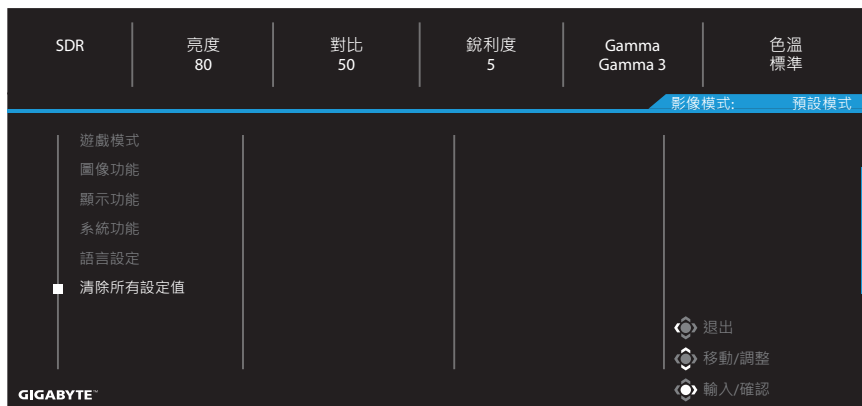 SDR
亮度
80
對比
50
銳利度
5
Gamma
Gamma 3
色溫
標準
影像模式: 預設模式
遊戲模式
圖像功能
顯示功能
系統功能
語言設定
清除所有設定值
退出
移動/調整
輸入/確認
GIGABYTE™